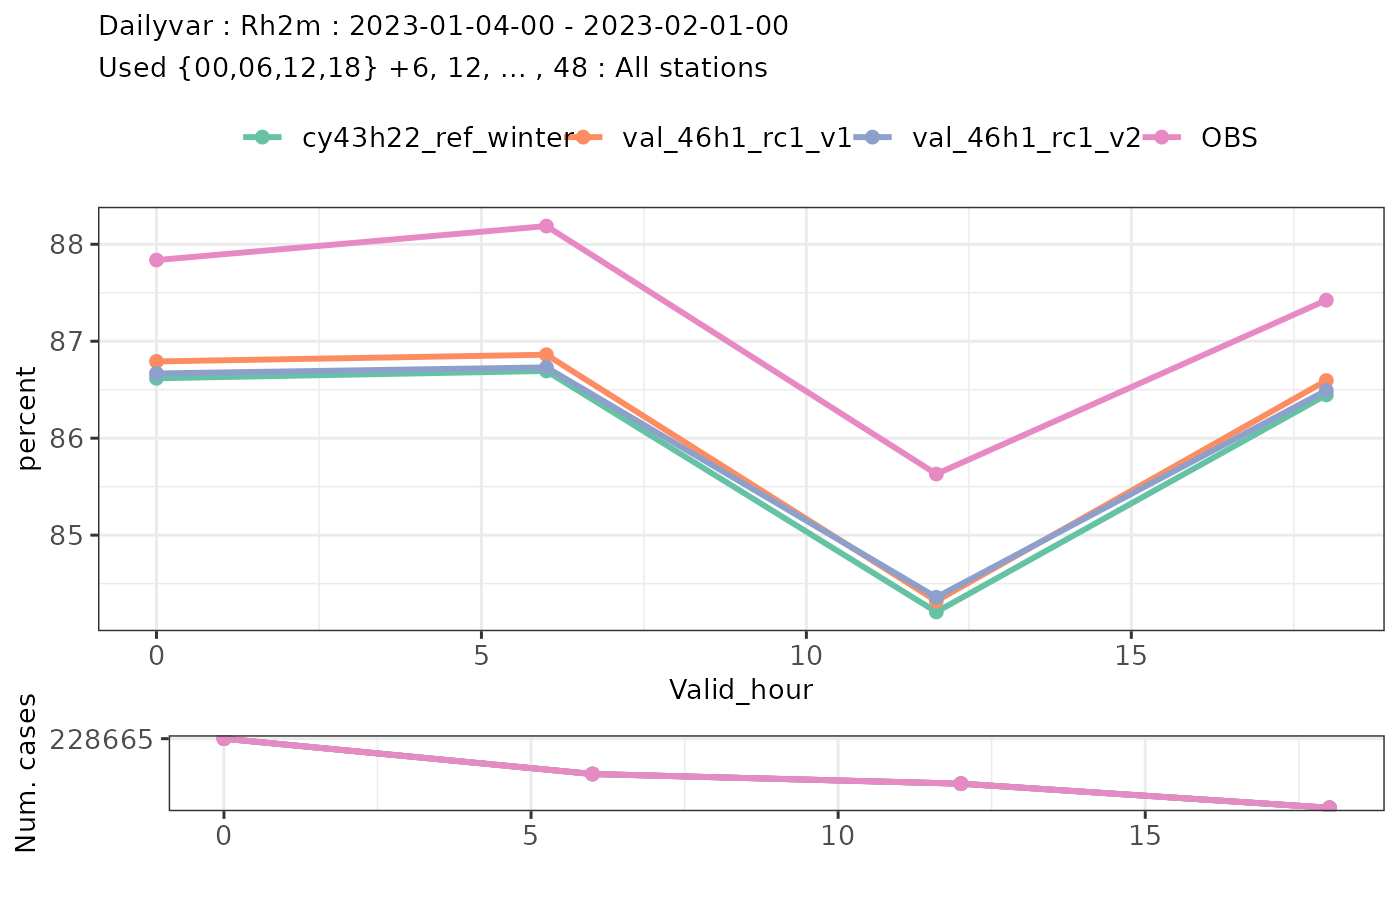 Dailyvar : Rh2m : 2023-01-04-00 - 2023-02-01-00
Used {00,06,12,18} +6, 12, ... , 48 : All stations
cy43h22_ref_winter val_46h1_rc1_v1 val_46h1_rc1_v2 OBS
88
87
86
85
percent
0 5 10 15
Valid_hour
228665
Num. cases
0 5 10 15